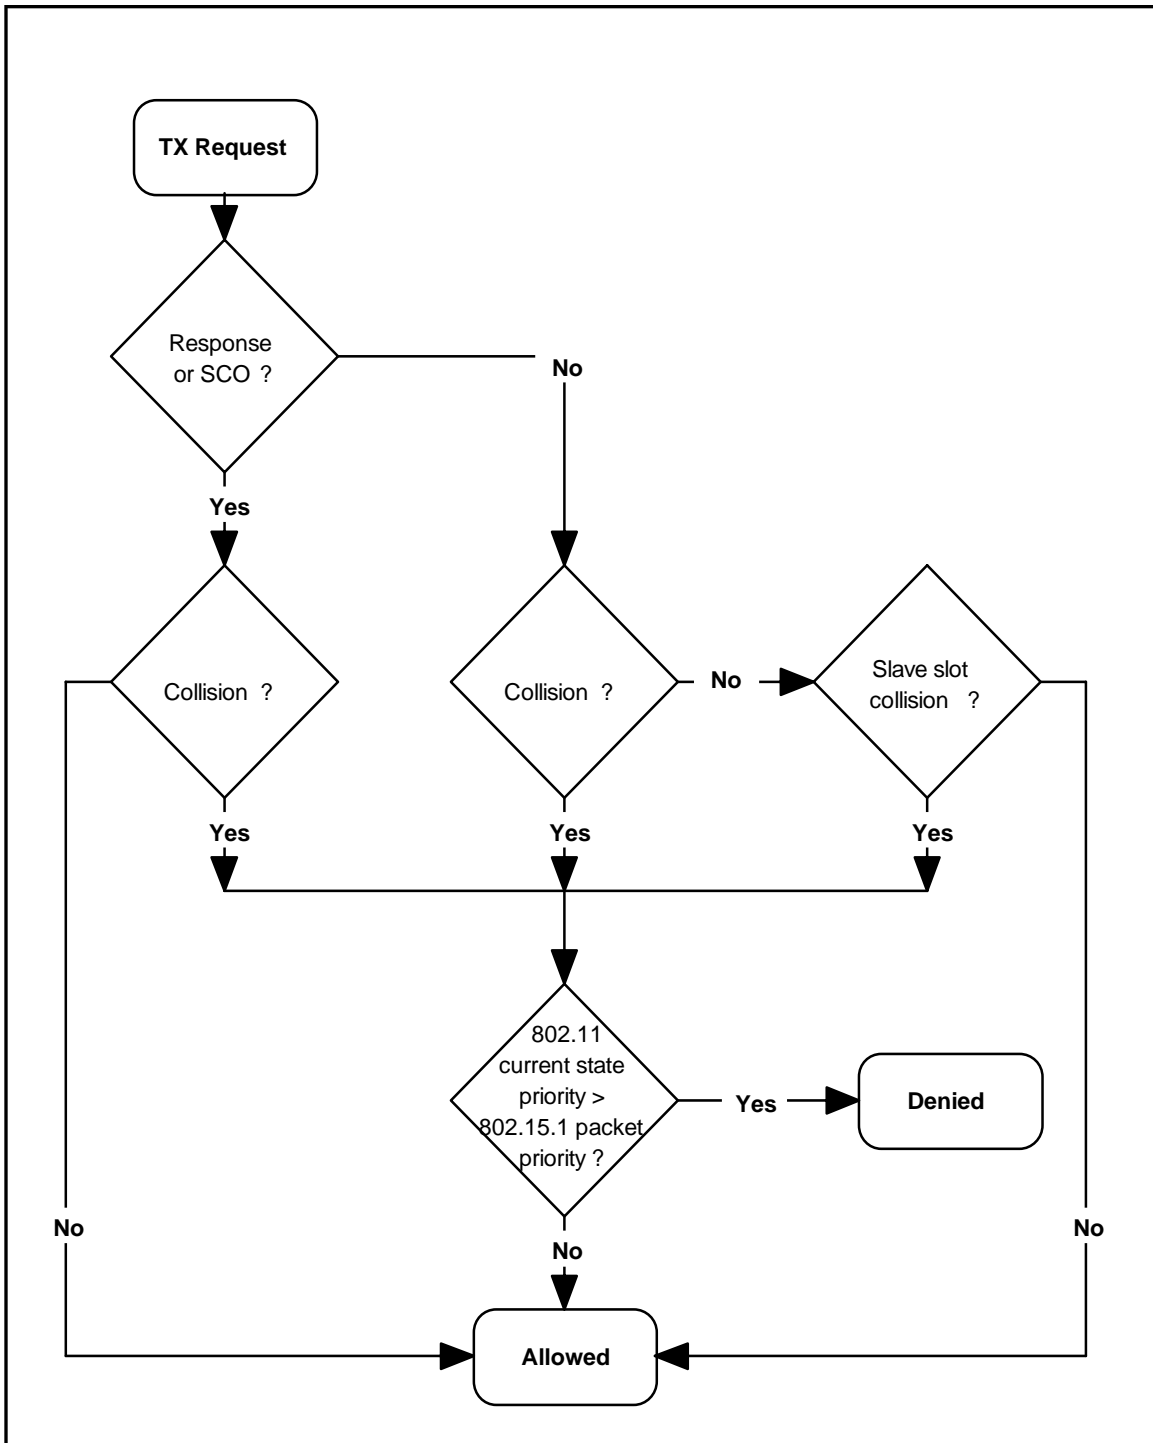 TX Request
Response
or SCO ?
No
Yes
Collision ?
Collision ?
No
Slave slot
collision ?
Yes
Yes
Yes
802.11
current state
priority >
802.15.1 packet
priority ?
Yes
Denied
No
No
No
Allowed